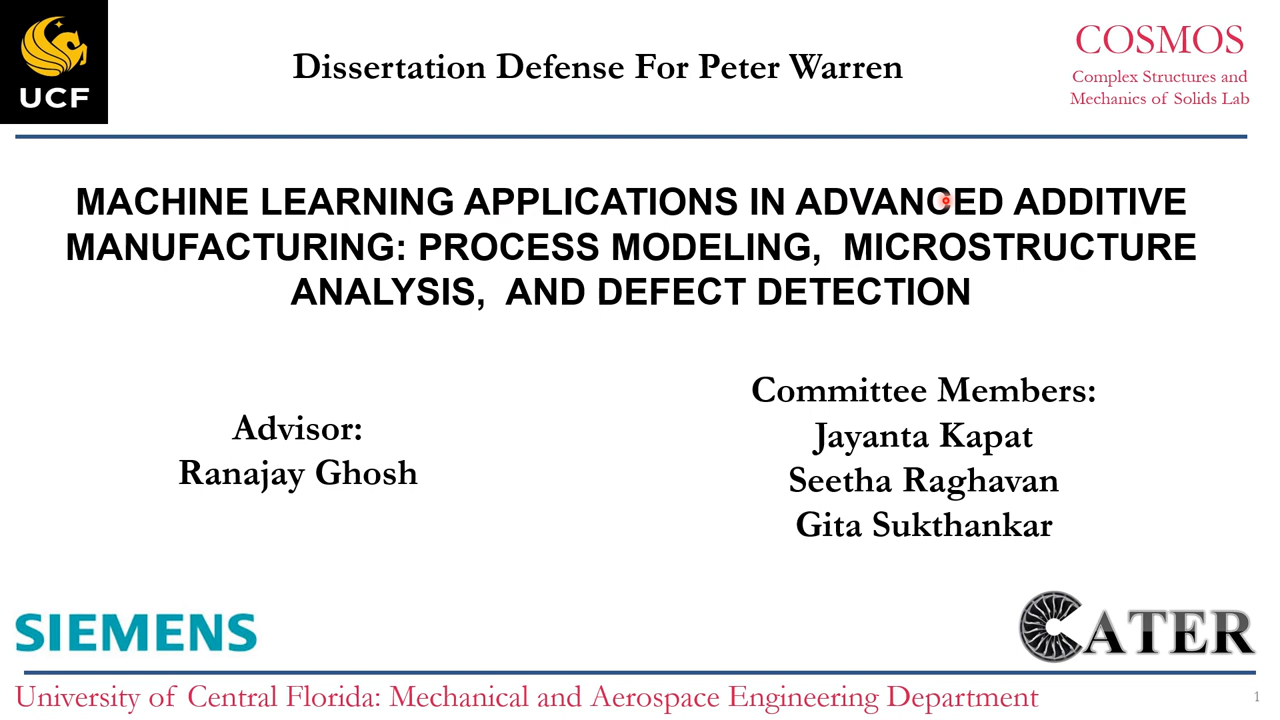 UCF
Dissertation Defense For Peter Warren
COSMOS
Complex Structures and
Mechanics of Solids Lab
MACHINE LEARNING APPLICATIONS IN ADVANCED ADDITIVE
MANUFACTURING: PROCESS MODELING, MICROSTRUCTURE
ANALYSIS, AND DEFECT DETECTION
Advisor:
Ranajay Ghosh
Committee Members:
Jayanta Kapat
Seetha Raghavan
Gita Sukthankar
SIEMENS
CATER
University of Central Florida: Mechanical and Aerospace Engineering Department
1